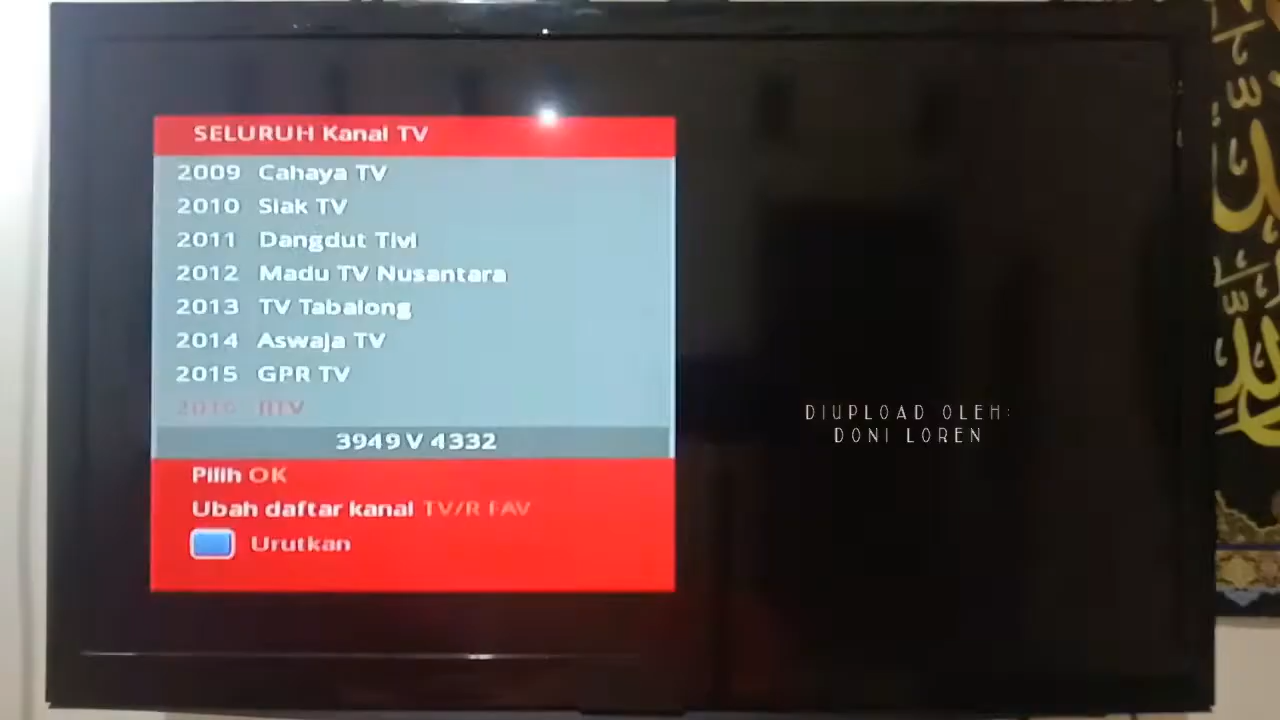 SELURUH Kanal TV
2009 Cahaya TV
2010 Siak TV
2011 Dangdut Tivi
2012 Madu TV Nusantara
2013 TV Tabalong
2014 Aswaja TV
2015 GPR TV
2016 RTV
3949 V 4332
Pilih OK
Ubah daftar kanal TV/R FAV
Urutkan
DIUPLOAD OLEH:
DONI LOREN